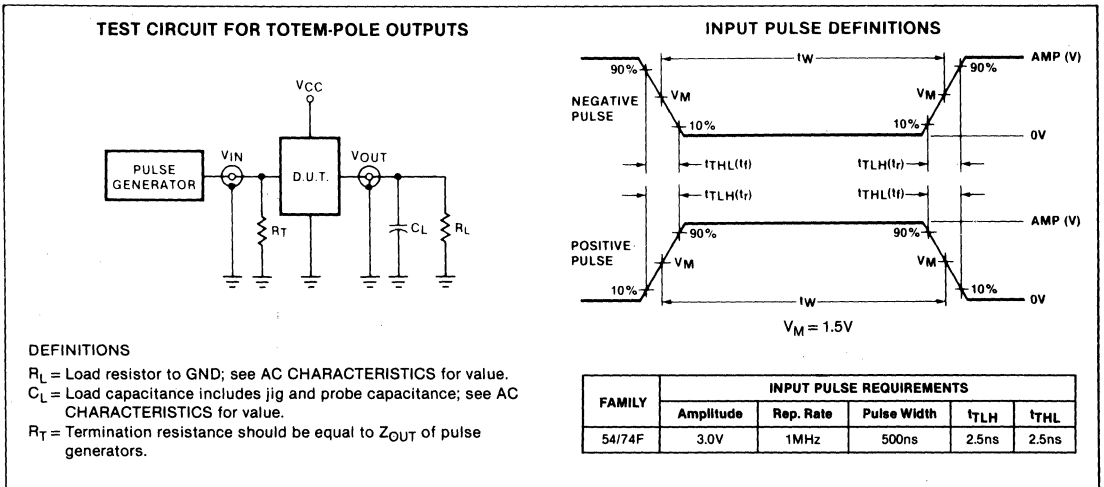 TEST CIRCUIT FOR TOTEM-POLE OUTPUTS
VCC
PULSE
GENERATOR
VIN
D.U.T.
VOUT
RT
CL
RL
DEFINITIONS
RL = Load resistor to GND; see AC CHARACTERISTICS for value.
CL = Load capacitance includes jig and probe capacitance; see AC
CHARACTERISTICS for value.
RT = Termination resistance should be equal to ZOUT of pulse
generators.
INPUT PULSE DEFINITIONS
tW
AMP (V)
90%
90%
NEGATIVE
PULSE
VM
VM
10%
10%
0V
tTHL(tf)
tTLH(tr)
tTLH(tr)
tTHL(tf)
AMP (V)
90%
90%
POSITIVE
PULSE
VM
VM
10%
10%
tW
0V
VM = 1.5V
FAMILY
INPUT PULSE REQUIREMENTS
Amplitude Rep. Rate Pulse Width tTLH tTHL
54/74F 3.0V 1MHz 500ns 2.5ns 2.5ns